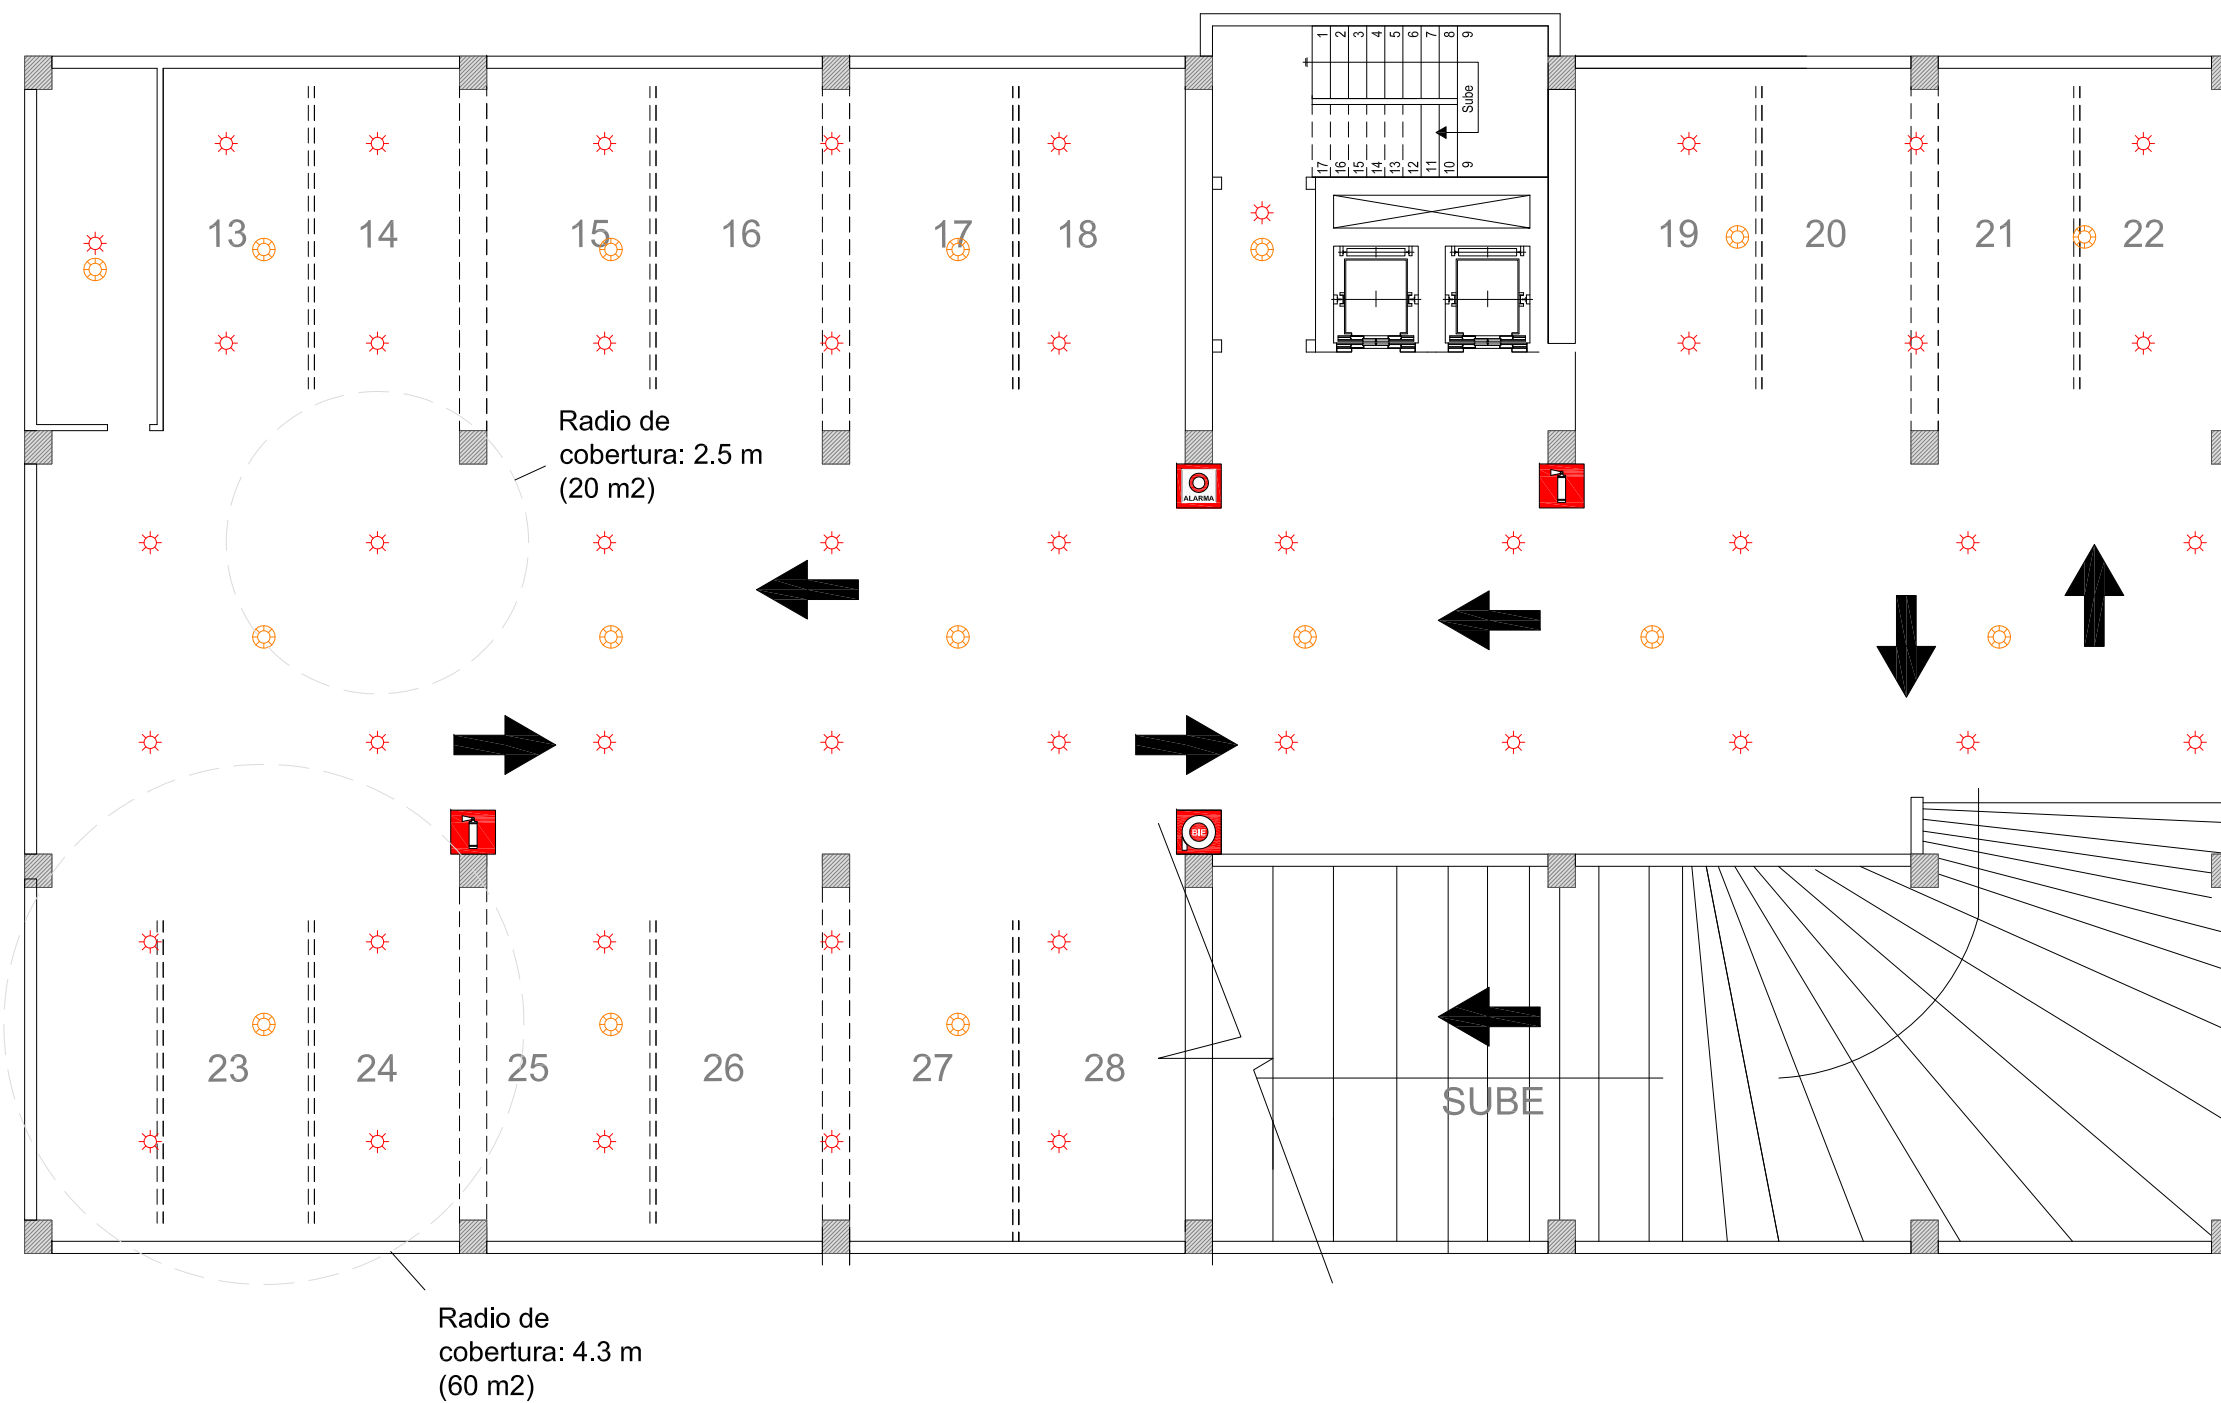 1 2 3 4 5 6 7 8 9
Sube
17 16 15 14 13 12 11 10 9
13 14 15 16 17 18 19 20 21 22
Radio de
cobertura: 2.5 m
(20 m2)
ALARMA
BIE
23 24 25 26 27 28
SUBE
Radio de
cobertura: 4.3 m
(60 m2)